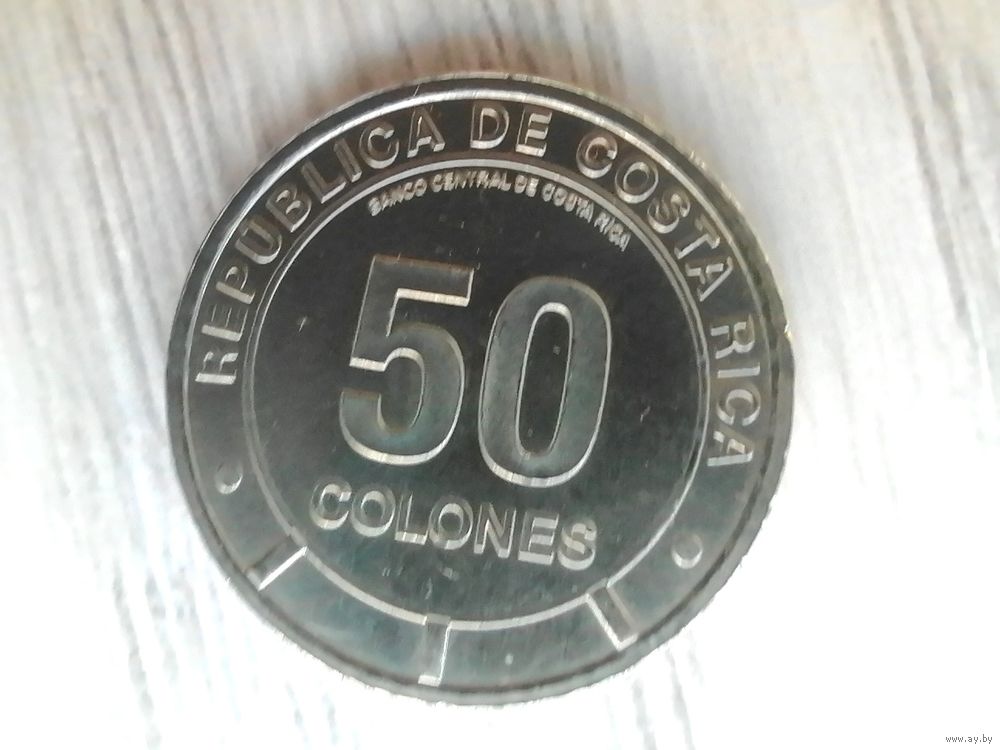 REPUBLICA DE COSTA RICA
BANCO CENTRAL DE COSTA RICA
50
COLONES
www.ay.by